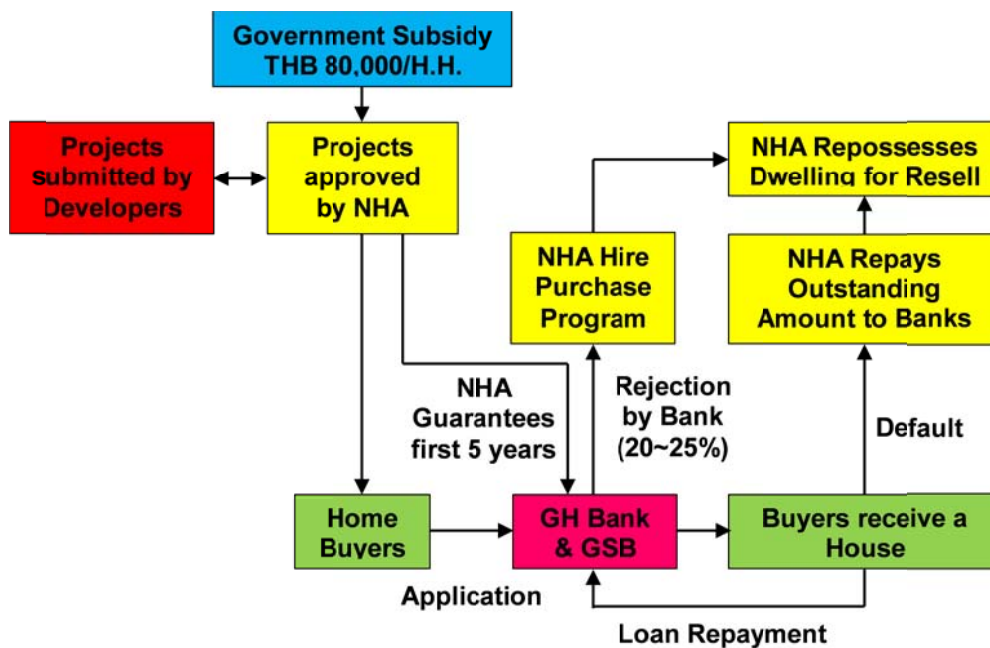 Government Subsidy
THB 80,000/H.H.
Projects
submitted by
Developers
Projects
approved
by NHA
NHA Repossesses
Dwelling for Resell
NHA Hire
Purchase
Program
NHA Repays
Outstanding
Amount to Banks
NHA
Guarantees
first 5 years
Rejection
by Bank
(20~25%)
Default
Home
Buyers
GH Bank
& GSB
Buyers receive a
House
Application
Loan Repayment